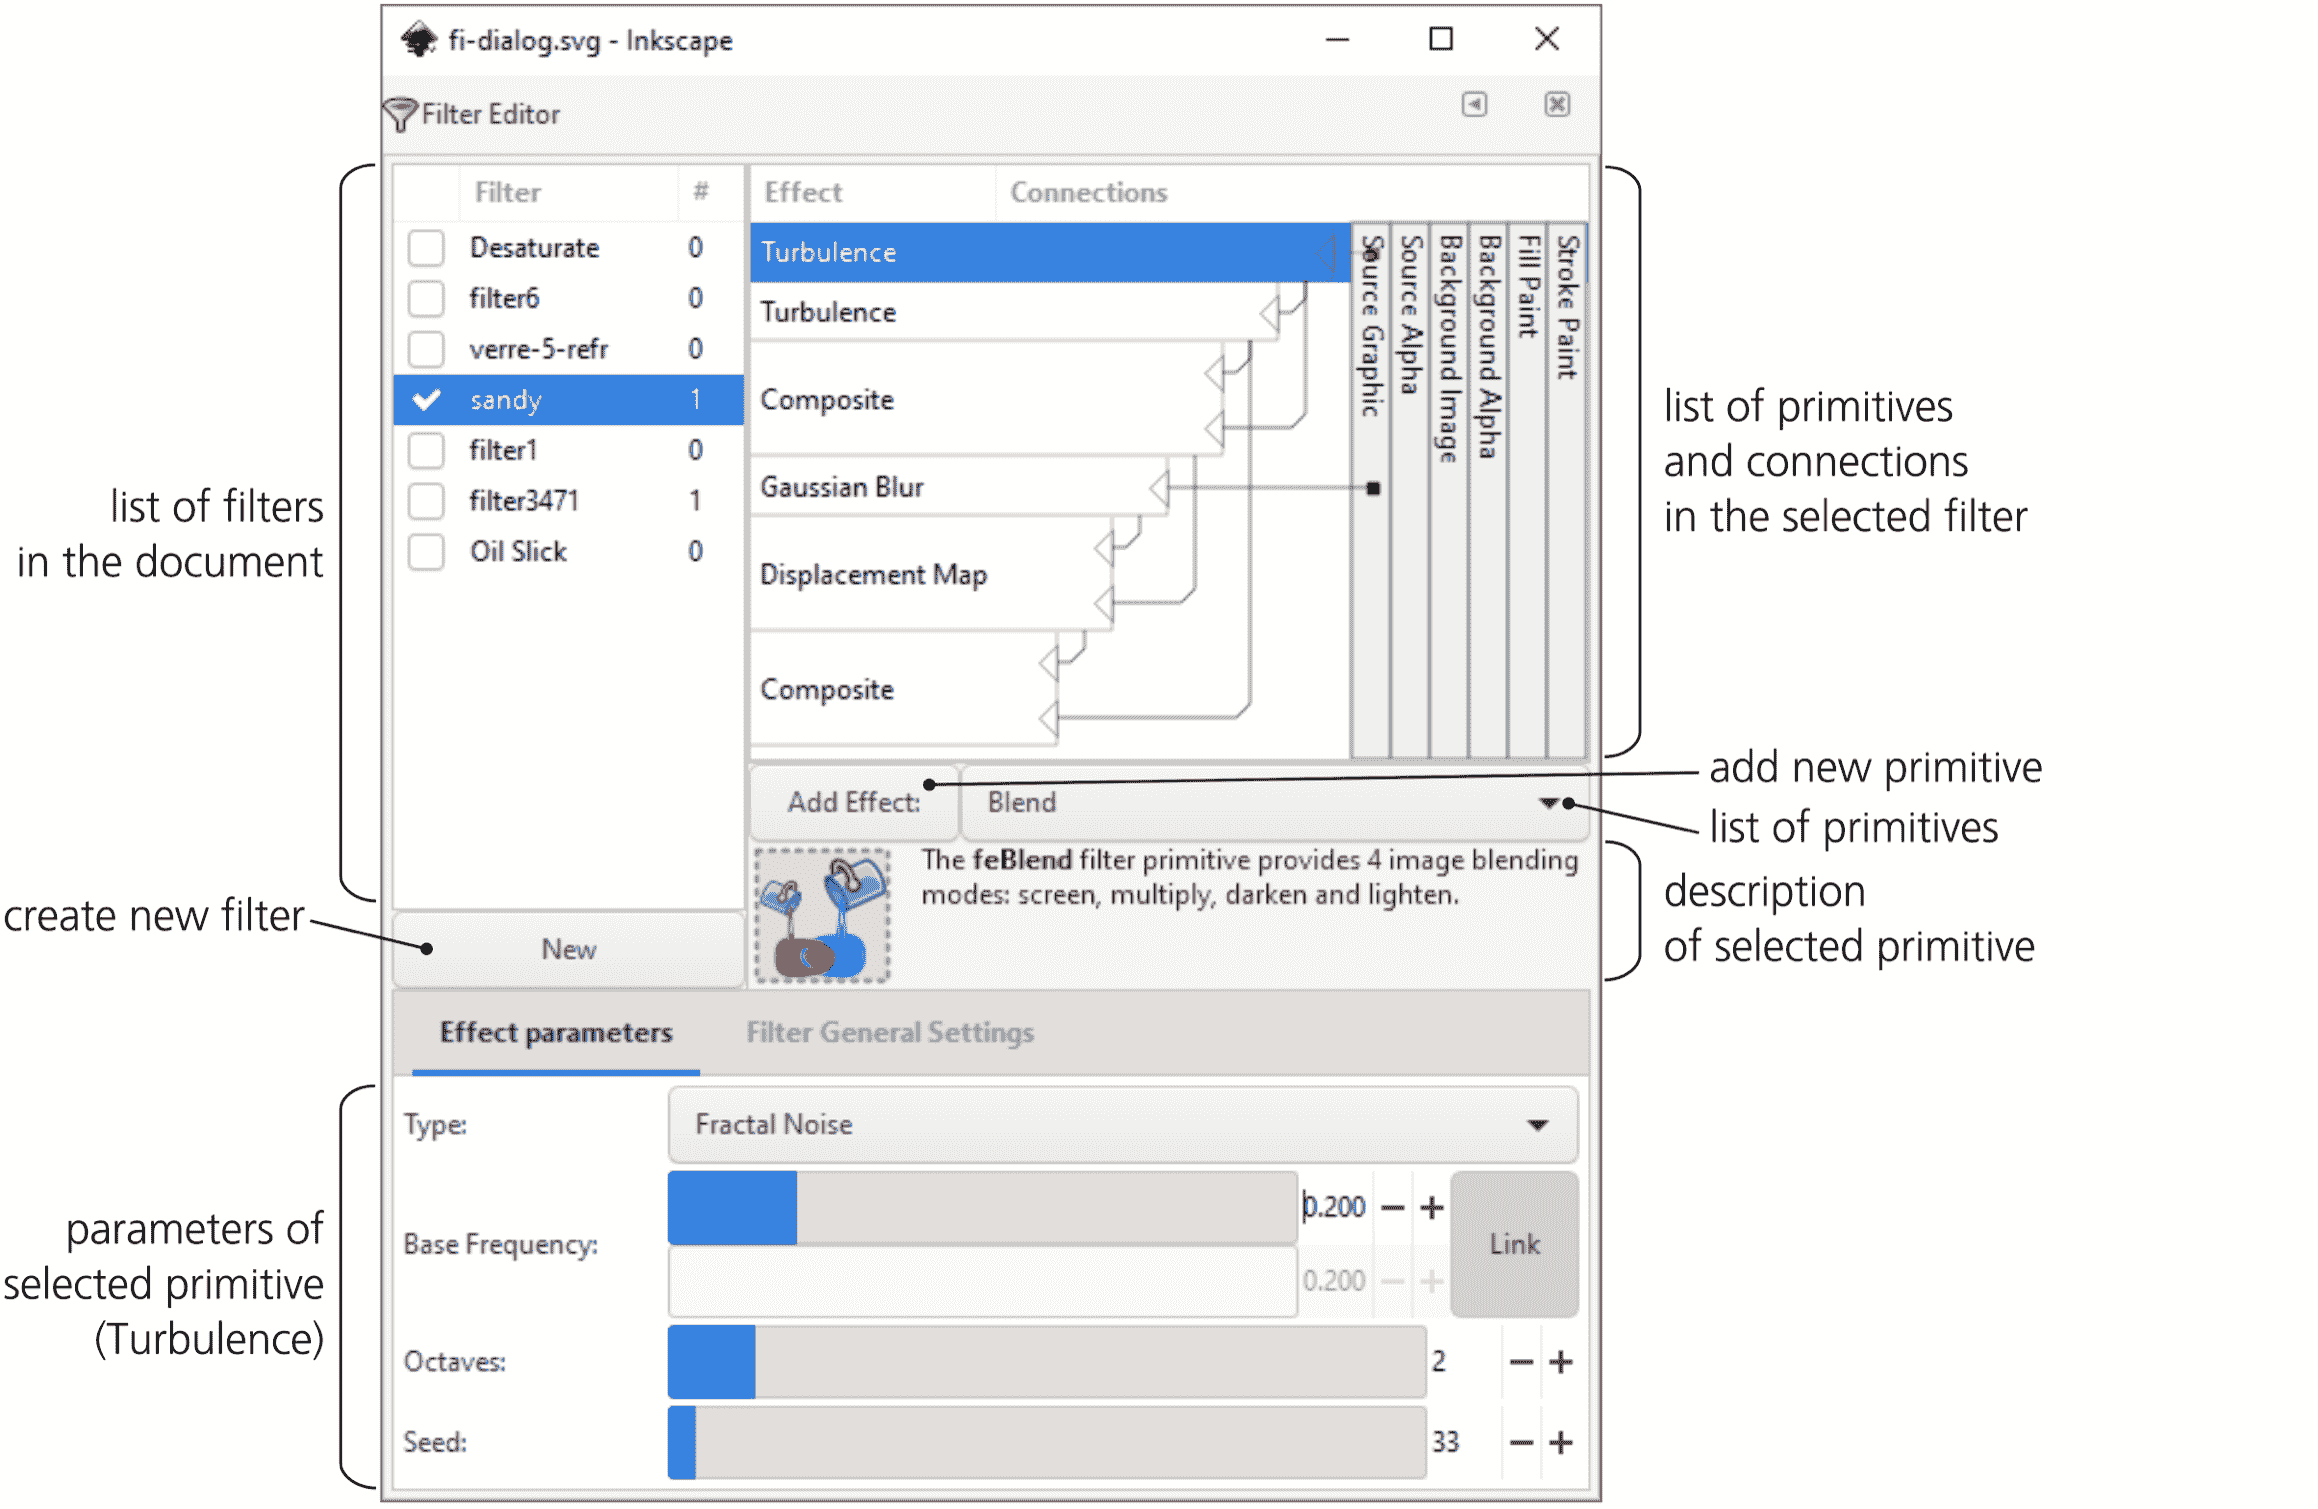 fi-dialog.svg - Inkscape
Filter Editor
Filter #
Desaturate 0
filter6 0
verre-5-refr 0
sandy 1
filter1 0
filter3471 1
Oil Slick 0
New
Effect Connections
Turbulence
Turbulence
Composite
Gaussian Blur
Displacement Map
Composite
Source Graphic
Source Alpha
Background Image
Background Alpha
Fill Paint
Stroke Paint
Add Effect: Blend
The feBlend filter primitive provides 4 image blending
modes: screen, multiply, darken and lighten.
Effect parameters Filter General Settings
Type: Fractal Noise
Base Frequency: 0.200 − +
0.200 − +
Link
Octaves: 2 − +
Seed: 33 − +
list of filters
in the document
create new filter
parameters of
selected primitive
(Turbulence)
list of primitives
and connections
in the selected filter
add new primitive
list of primitives
description
of selected primitive